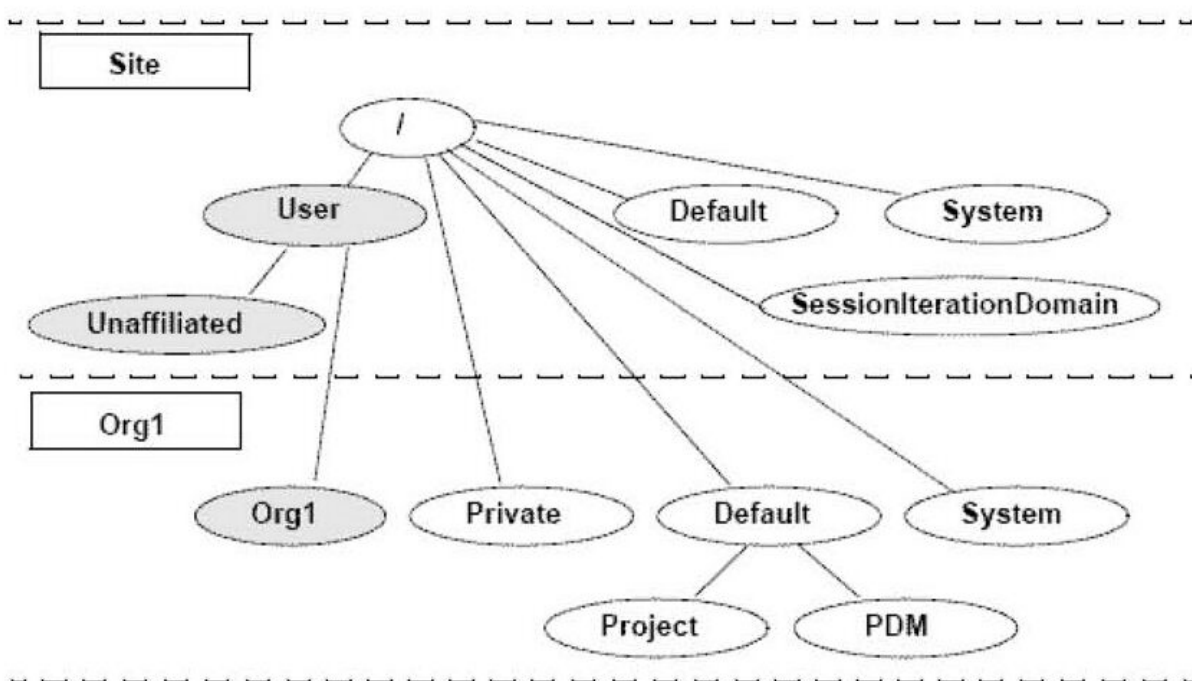 Site
/
User
Default
System
Unaffiliated
SessionIterationDomain
Org1
Org1
Private
Default
System
Project
PDM